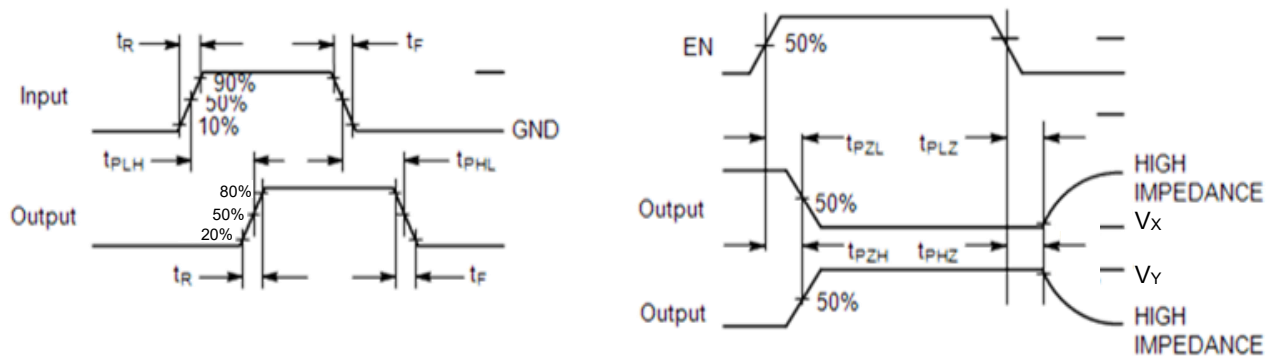 tR
tF
Input
90%
50%
10%
GND
tPLH
tPHL
80%
50%
20%
Output
tR
tF
EN
50%
tPZL
tPLZ
HIGH
IMPEDANCE
Output
50%
VX
tPZH
tPHZ
VY
50%
Output
HIGH
IMPEDANCE